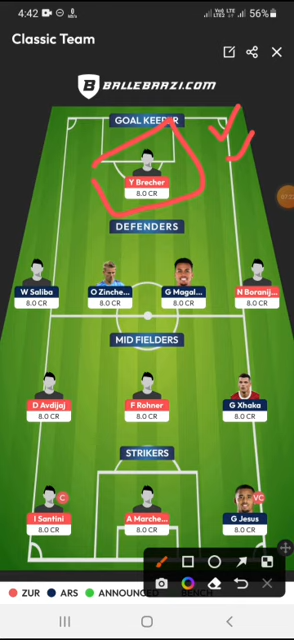 4:42
56%
Classic Team
B BALLEBAAZI.COM
GOAL KEEPER
Y Brecher
8.0 CR
DEFENDERS
W Saliba
8.0 CR
O Zinche...
8.0 CR
G Magal...
8.0 CR
N Boranij...
8.0 CR
MID FIELDERS
D Avdijaj
8.0 CR
F Rohner
8.0 CR
G Xhaka
8.0 CR
STRIKERS
C
I Santini
8.0 CR
A Marche...
8.0 CR
VC
G Jesus
8.0 CR
ZUR
ARS
ANNOUNCED